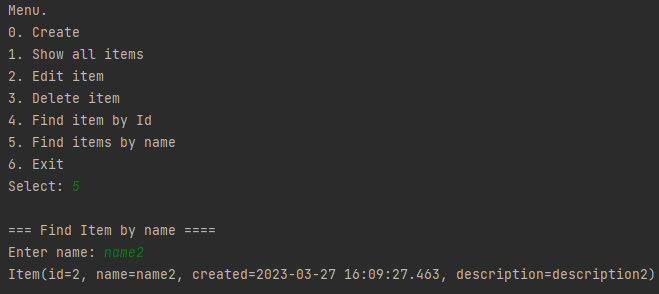 Menu.
0. Create
1. Show all items
2. Edit item
3. Delete item
4. Find item by Id
5. Find items by name
6. Exit
Select: 5
=== Find Item by name ====
Enter name: name2
Item(id=2, name=name2, created=2023-03-27 16:09:27.463, description=description2)